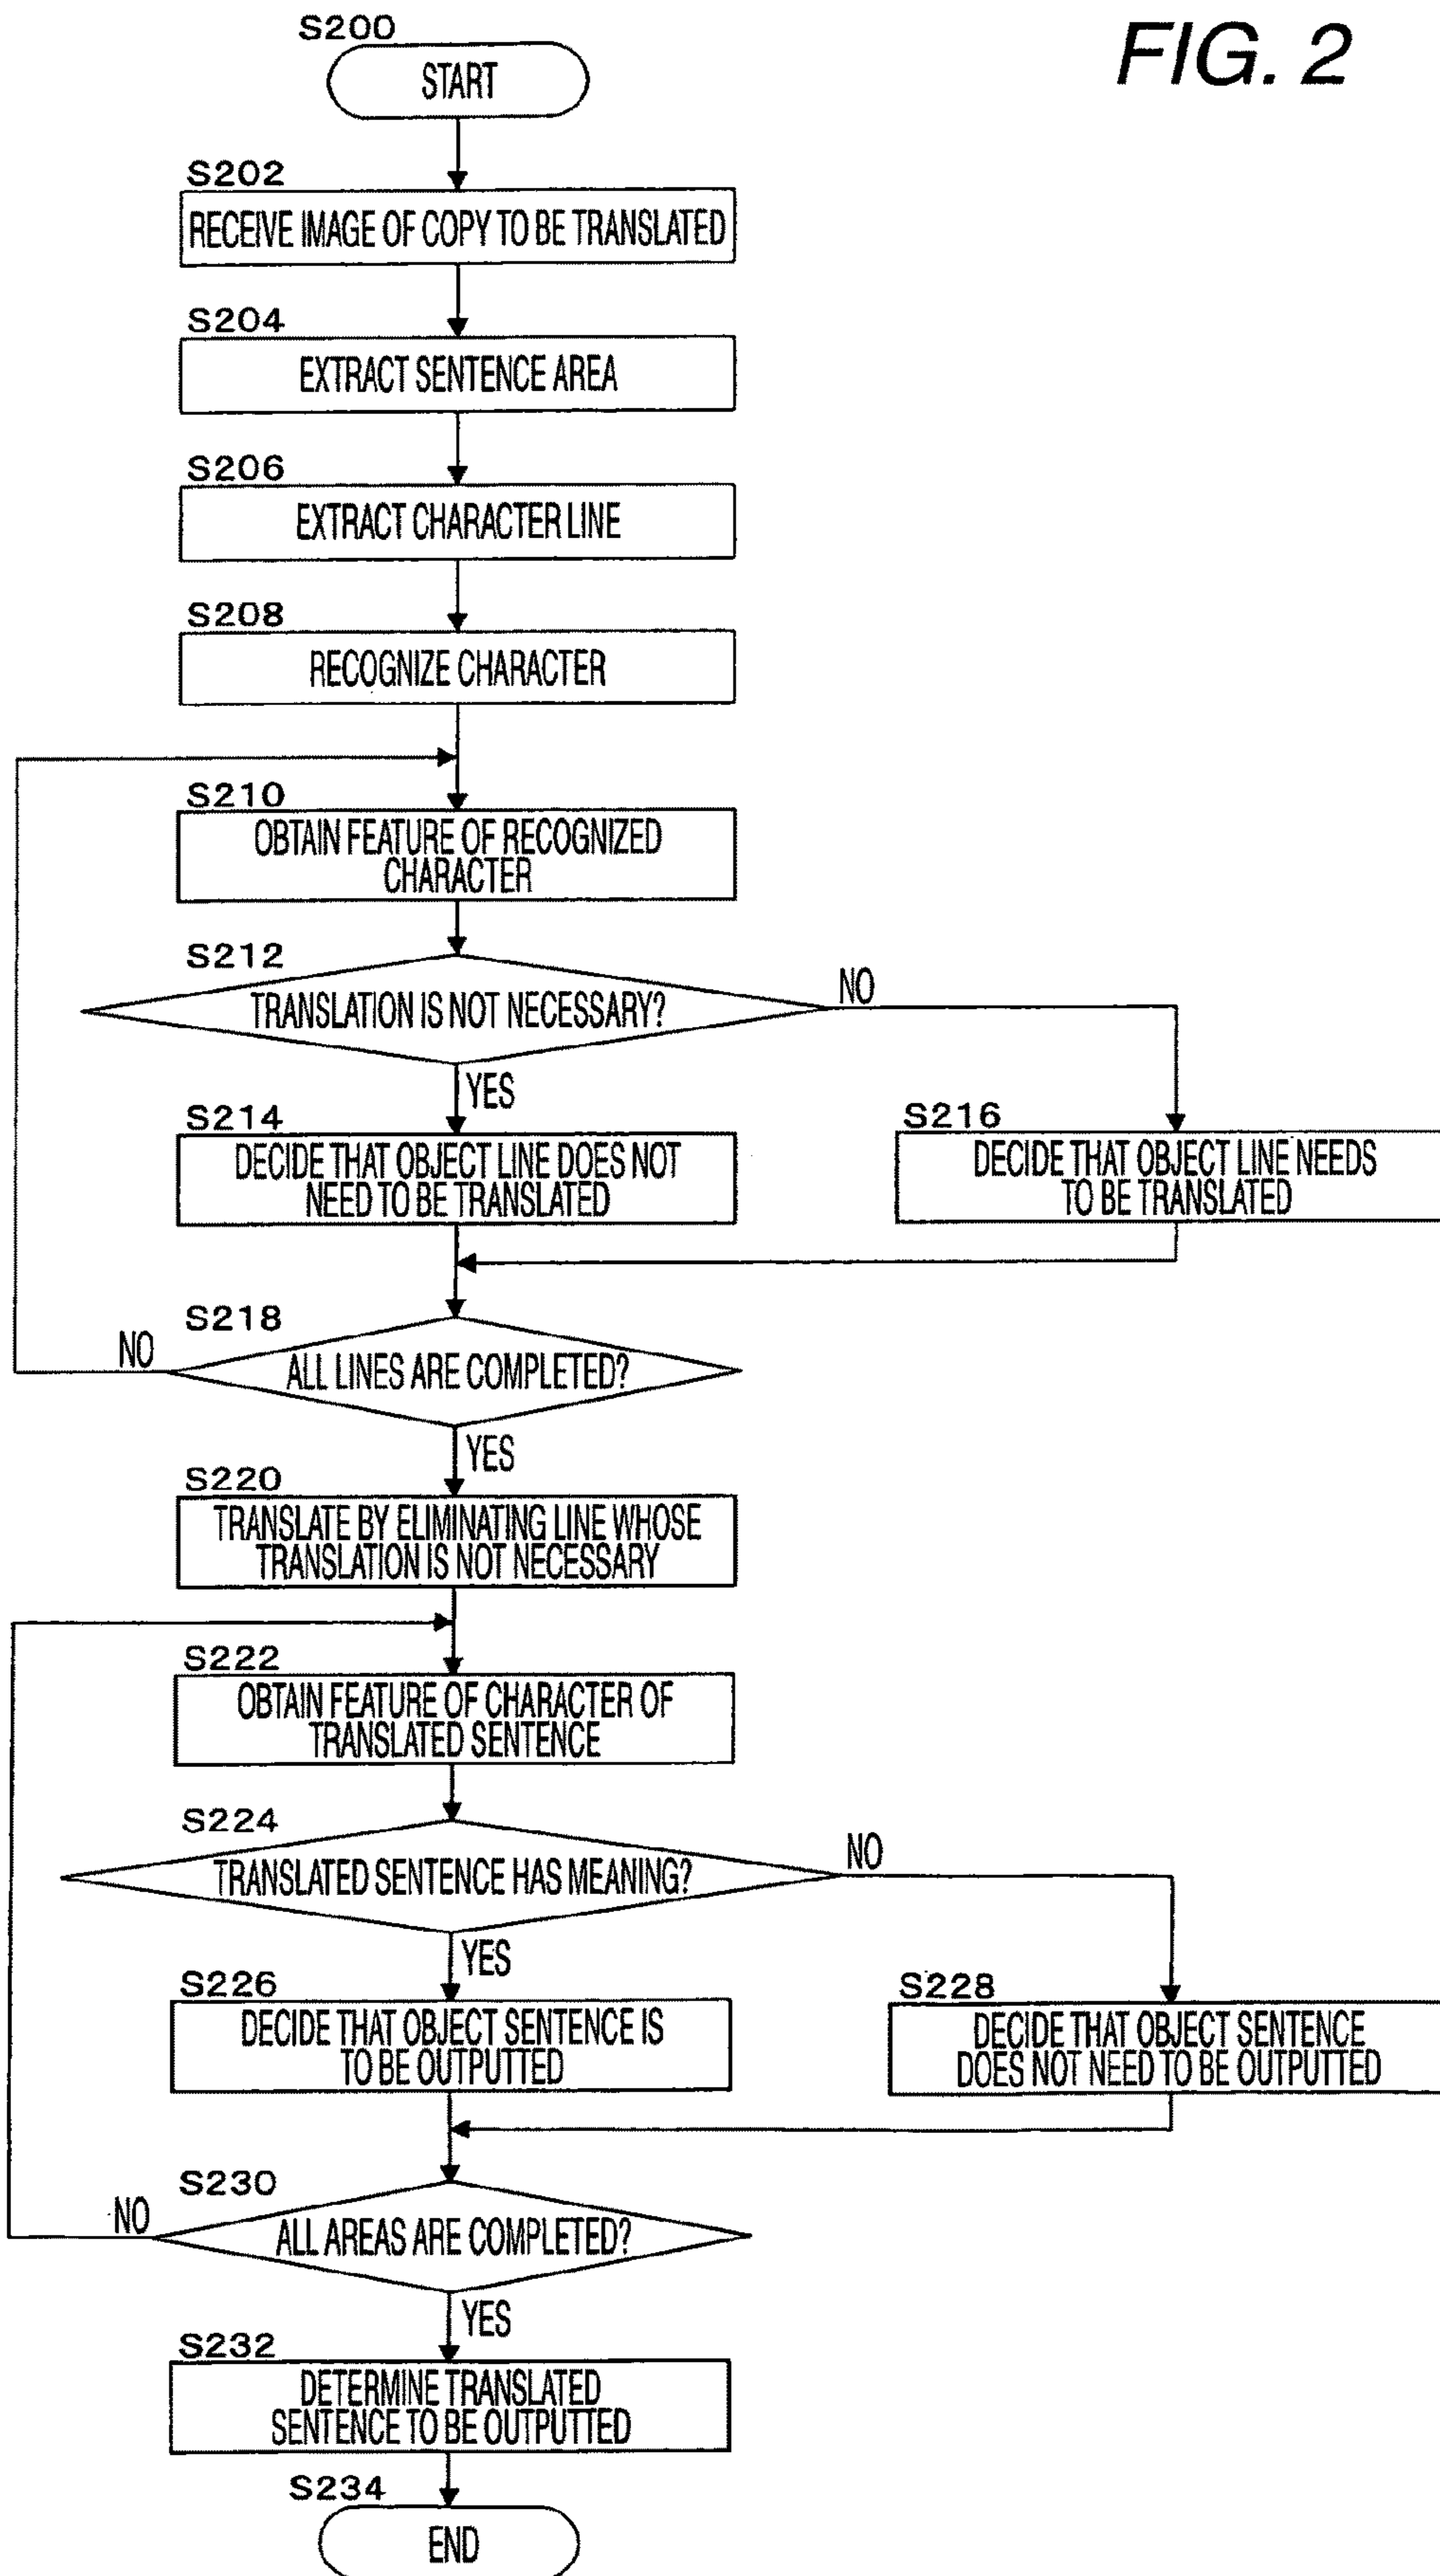 FIG. 2
S200
START
S202
RECEIVE IMAGE OF COPY TO BE TRANSLATED
S204
EXTRACT SENTENCE AREA
S206
EXTRACT CHARACTER LINE
S208
RECOGNIZE CHARACTER
S210
OBTAIN FEATURE OF RECOGNIZED
CHARACTER
S212
TRANSLATION IS NOT NECESSARY?
NO
YES
S214
DECIDE THAT OBJECT LINE DOES NOT
NEED TO BE TRANSLATED
S216
DECIDE THAT OBJECT LINE NEEDS
TO BE TRANSLATED
S218
NO
ALL LINES ARE COMPLETED?
YES
S220
TRANSLATE BY ELIMINATING LINE WHOSE
TRANSLATION IS NOT NECESSARY
S222
OBTAIN FEATURE OF CHARACTER OF
TRANSLATED SENTENCE
S224
TRANSLATED SENTENCE HAS MEANING?
NO
YES
S226
DECIDE THAT OBJECT SENTENCE IS
TO BE OUTPUTTED
S228
DECIDE THAT OBJECT SENTENCE
DOES NOT NEED TO BE OUTPUTTED
S230
NO
ALL AREAS ARE COMPLETED?
YES
S232
DETERMINE TRANSLATED
SENTENCE TO BE OUTPUTTED
S234
END